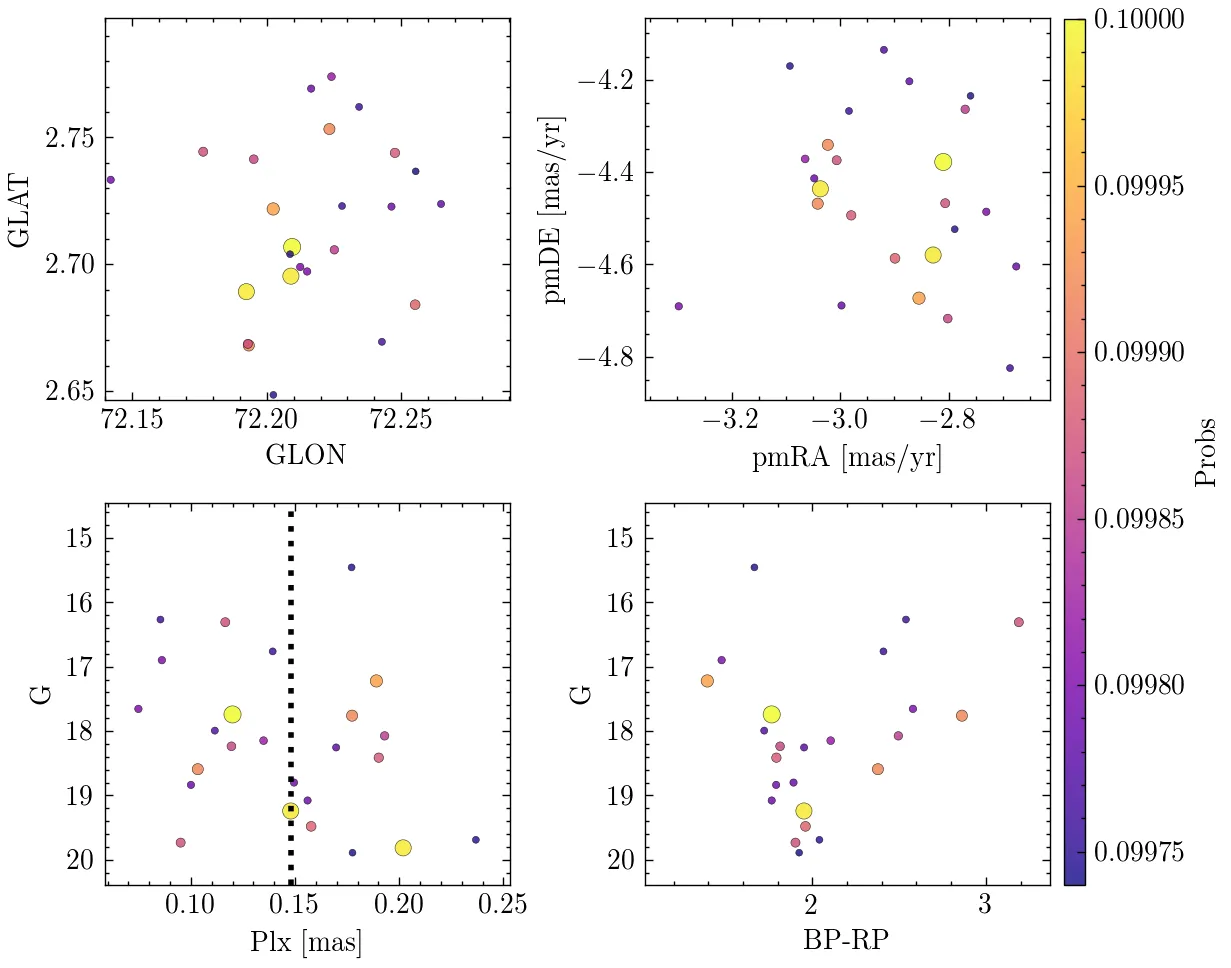 2.75
2.70
2.65
GLAT
72.15 72.20 72.25
GLON
−4.2
−4.4
−4.6
−4.8
pmDE [mas/yr]
−3.2 −3.0 −2.8
pmRA [mas/yr]
15
16
17
18
19
20
G
0.10 0.15 0.20 0.25
Plx [mas]
15
16
17
18
19
20
G
2 3
BP-RP
0.10000
0.09995
0.09990
0.09985
0.09980
0.09975
Probs